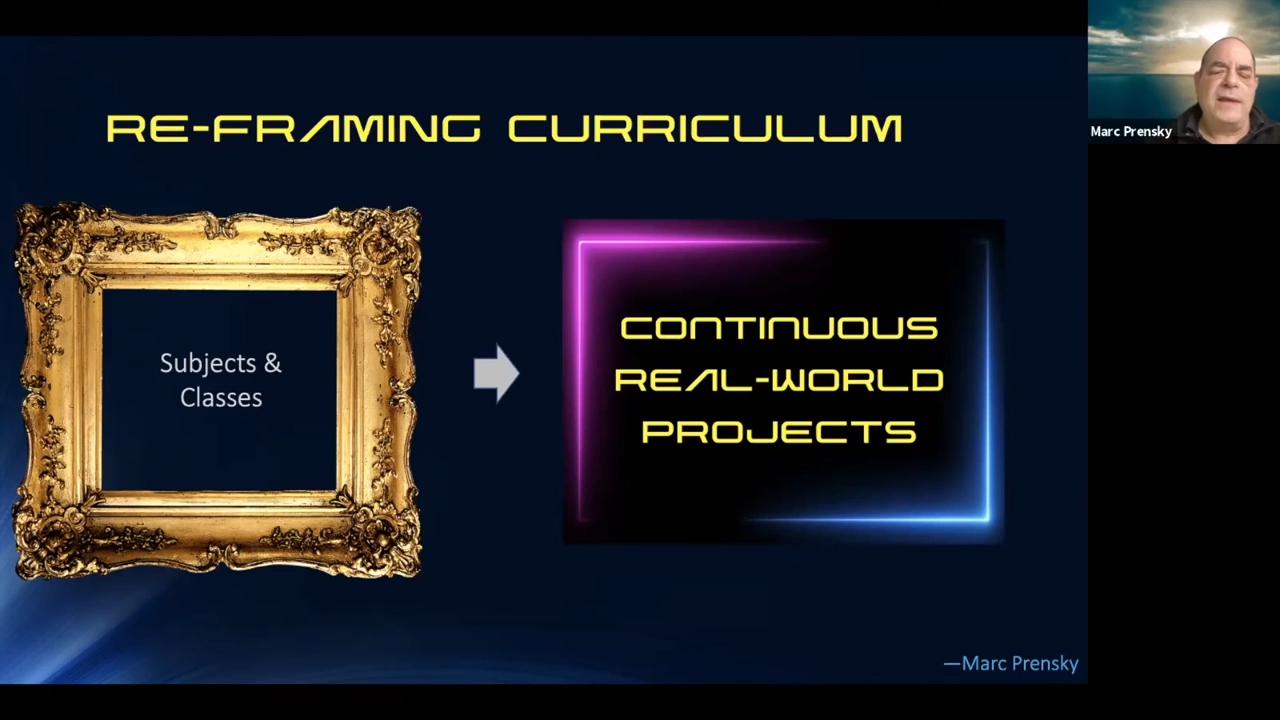 RE-FRAMING CURRICULUM
Subjects &
Classes
CONTINUOUS
REAL-WORLD
PROJECTS
—Marc Prensky
Marc Prensky